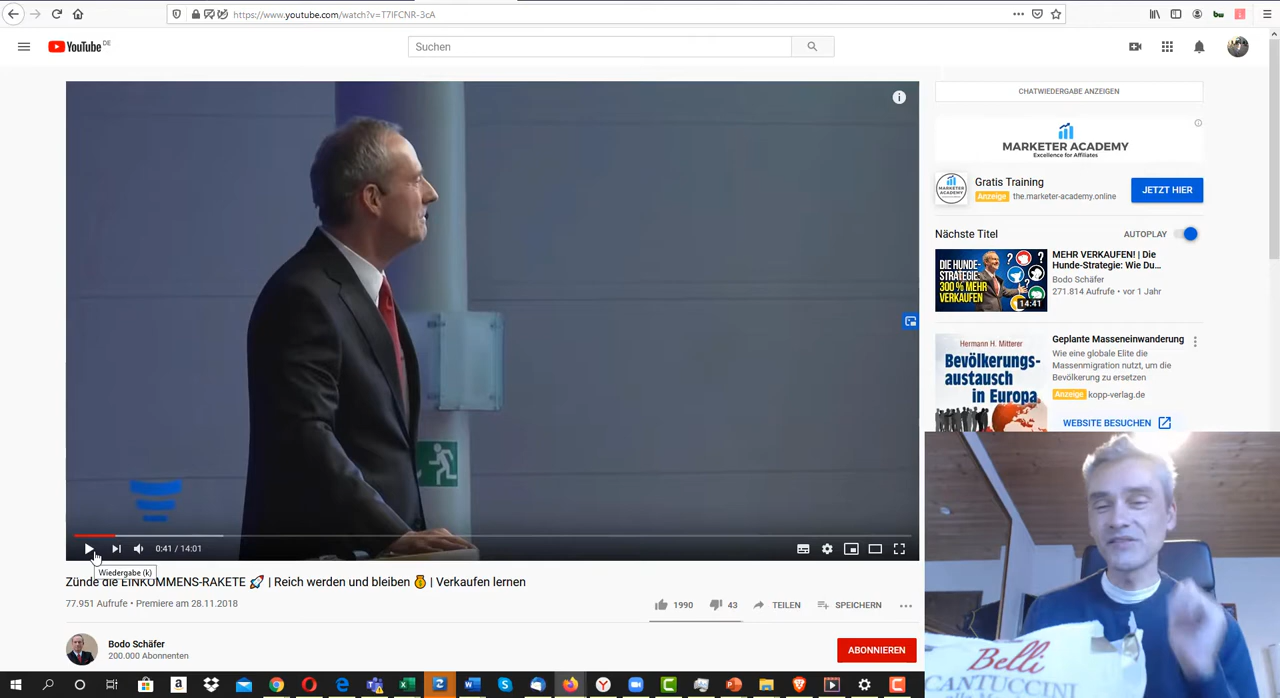 https://www.youtube.com/watch?v=T7lFCNR-3cA
YouTube DE
Suchen
CHATWIEDERGABE ANZEIGEN
MARKETER ACADEMY
Excellence for Affiliates
MARKETER
ACADEMY
Gratis Training
Anzeige the.marketer-academy.online
JETZT HIER
Nächste Titel
AUTOPLAY
DIE HUNDE-
STRATEGIE:
300 % MEHR
VERKAUFEN
14:41
MEHR VERKAUFEN! | Die
Hunde-Strategie: Wie Du...
Bodo Schäfer
271.814 Aufrufe • vor 1 Jahr
Hermann H. Mitterer
Bevölkerungs-
austausch
in Europa
Geplante Masseneinwanderung
Wie eine globale Elite die
Massenmigration nutzt, um die
Bevölkerung zu ersetzen
Anzeige kopp-verlag.de
WEBSITE BESUCHEN
0:41 / 14:01
Wiedergabe (k)
Zünde die EINKOMMENS-RAKETE 🚀 | Reich werden und bleiben 💰 | Verkaufen lernen
77.951 Aufrufe • Premiere am 28.11.2018
1990
43
TEILEN
SPEICHERN
Bodo Schäfer
200.000 Abonnenten
ABONNIEREN
Belli
CANTUCCINI